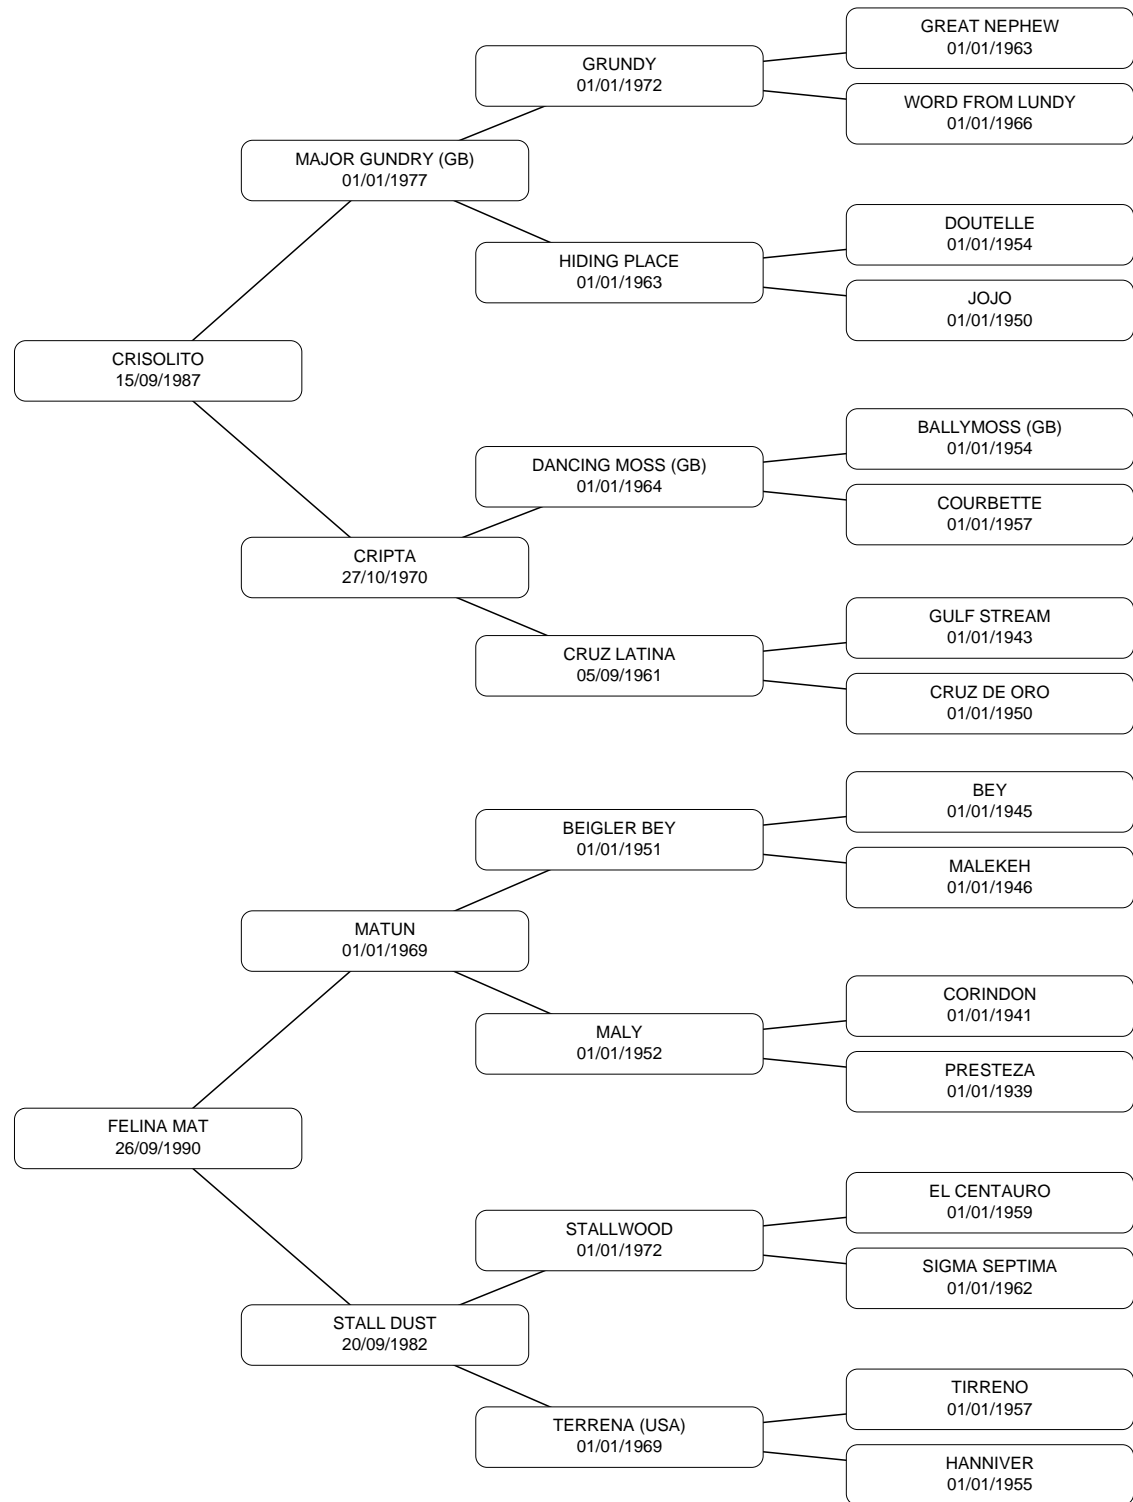 GREAT NEPHEW
01/01/1963
GRUNDY
01/01/1972
WORD FROM LUNDY
01/01/1966
MAJOR GUNDRY (GB)
01/01/1977
DOUTELLE
01/01/1954
HIDING PLACE
01/01/1963
JOJO
01/01/1950
CRISOLITO
15/09/1987
BALLYMOSS (GB)
01/01/1954
DANCING MOSS (GB)
01/01/1964
COURBETTE
01/01/1957
CRIPTA
27/10/1970
GULF STREAM
01/01/1943
CRUZ LATINA
05/09/1961
CRUZ DE ORO
01/01/1950
BEY
01/01/1945
BEIGLER BEY
01/01/1951
MALEKEH
01/01/1946
MATUN
01/01/1969
CORINDON
01/01/1941
MALY
01/01/1952
PRESTEZA
01/01/1939
FELINA MAT
26/09/1990
EL CENTAURO
01/01/1959
STALLWOOD
01/01/1972
SIGMA SEPTIMA
01/01/1962
STALL DUST
20/09/1982
TIRRENO
01/01/1957
TERRENA (USA)
01/01/1969
HANNIVER
01/01/1955